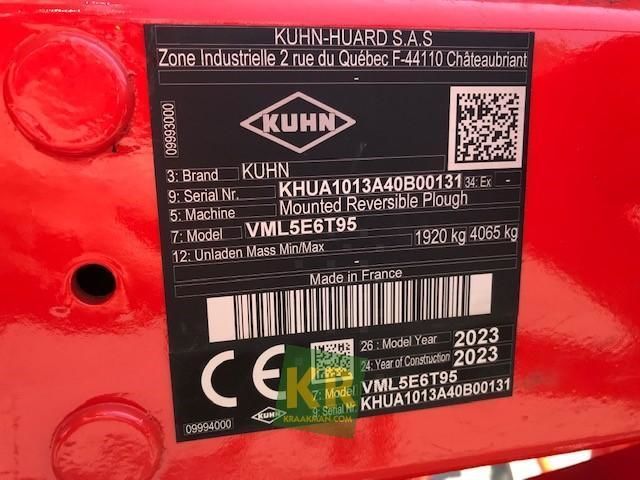 KUHN-HUARD S.A.S
Zone Industrielle 2 rue du Québec F-44110 Châteaubriant
-
09993000
KUHN
3: Brand KUHN
9: Serial Nr. KHUA1013A40B00131 34: Ex -
5: Machine Mounted Reversible Plough
7: Model VML5E6T95
12: Unladen Mass Min/Max 1920 kg 4065 kg
-
Made in France
26 : Model Year 2023
24: Year of Construction 2023
CE
7: Model VML5E6T95
9: Serial Nr. KHUA1013A40B00131
KUHN
09994000
KR
KRAAKMAN.COM